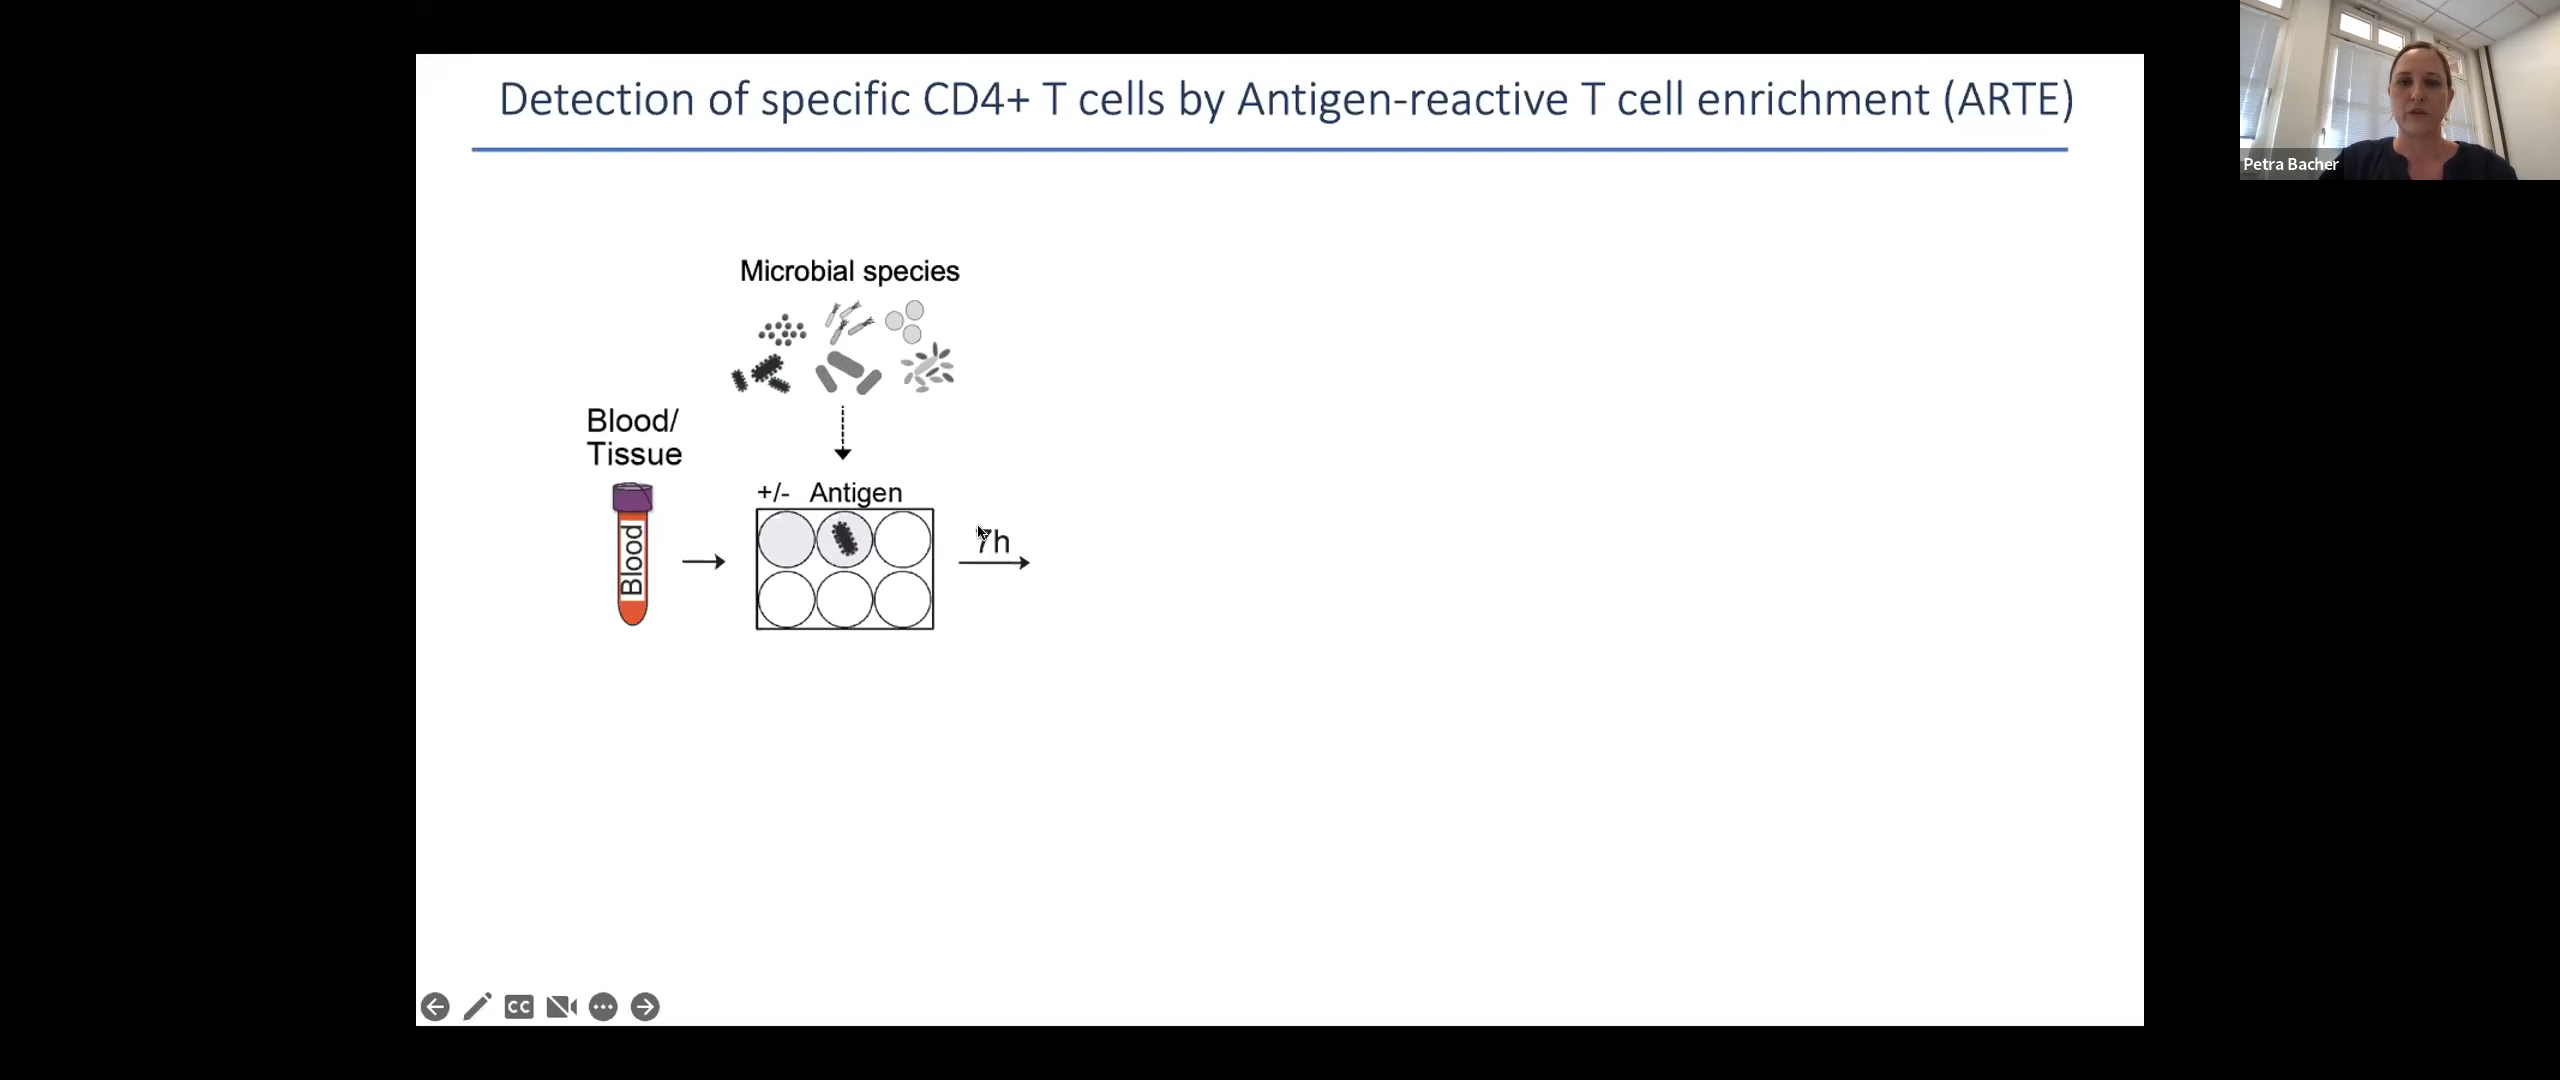 Detection of specific CD4+ T cells by Antigen-reactive T cell enrichment (ARTE)
Petra Bacher
Microbial species
Blood/
Tissue
+/- Antigen
Blood
7h
CC